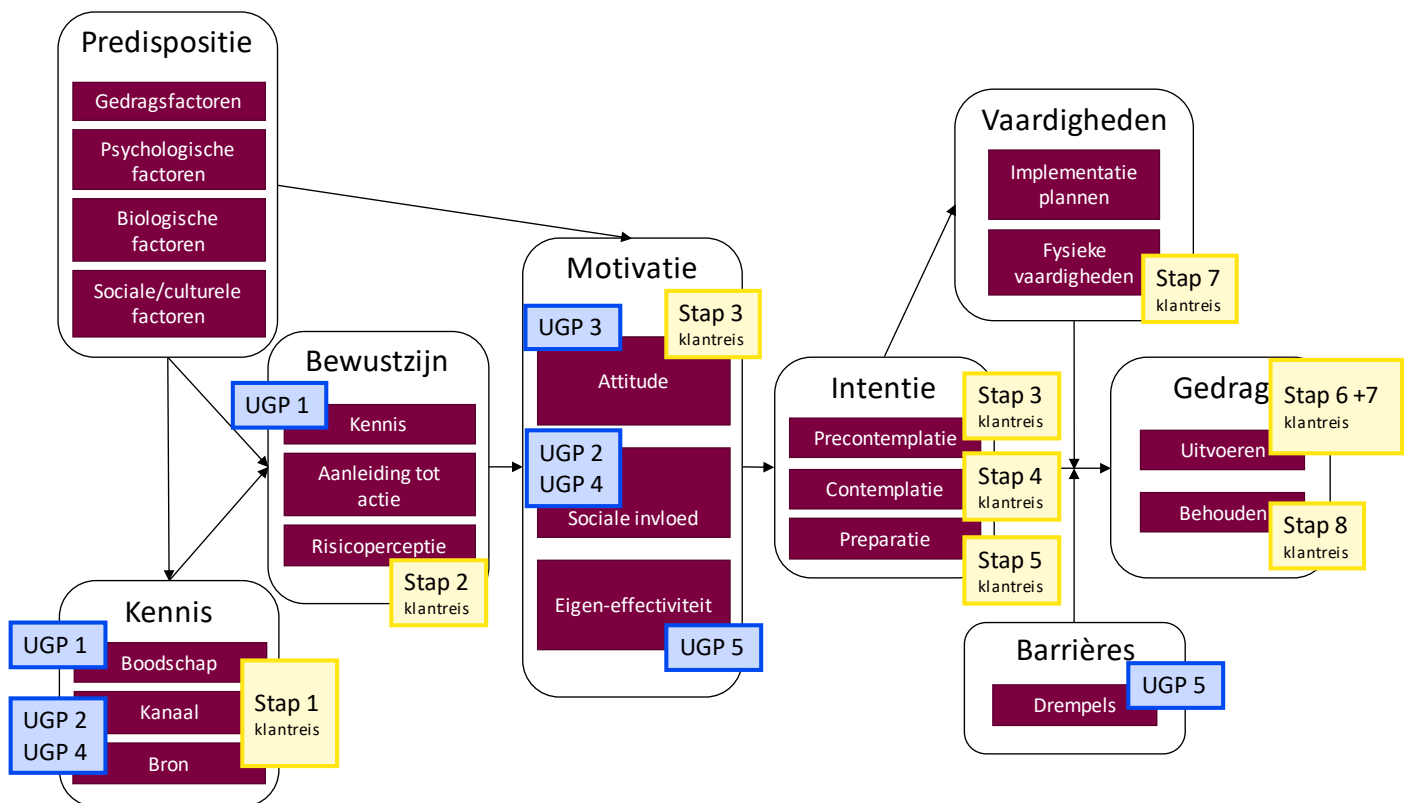 Predispositie
Gedragsfactoren
Psychologische
factoren
Biologische
factoren
Sociale/culturele
factoren
Kennis
UGP 1
Boodschap
UGP 2
UGP 4
Kanaal
Bron
Stap 1
klantreis
Bewustzijn
UGP 1
Kennis
Aanleiding tot
actie
Risicoperceptie
Stap 2
klantreis
Motivatie
UGP 3
Stap 3
klantreis
Attitude
UGP 2
UGP 4
Sociale invloed
Eigen-effectiviteit
UGP 5
Intentie
Stap 3
klantreis
Precontemplatie
Stap 4
klantreis
Contemplatie
Preparatie
Stap 5
klantreis
Vaardigheden
Implementatie
plannen
Fysieke
vaardigheden
Stap 7
klantreis
Gedrag
Stap 6 +7
klantreis
Uitvoeren
Behouden
Stap 8
klantreis
Barrières
UGP 5
Drempels